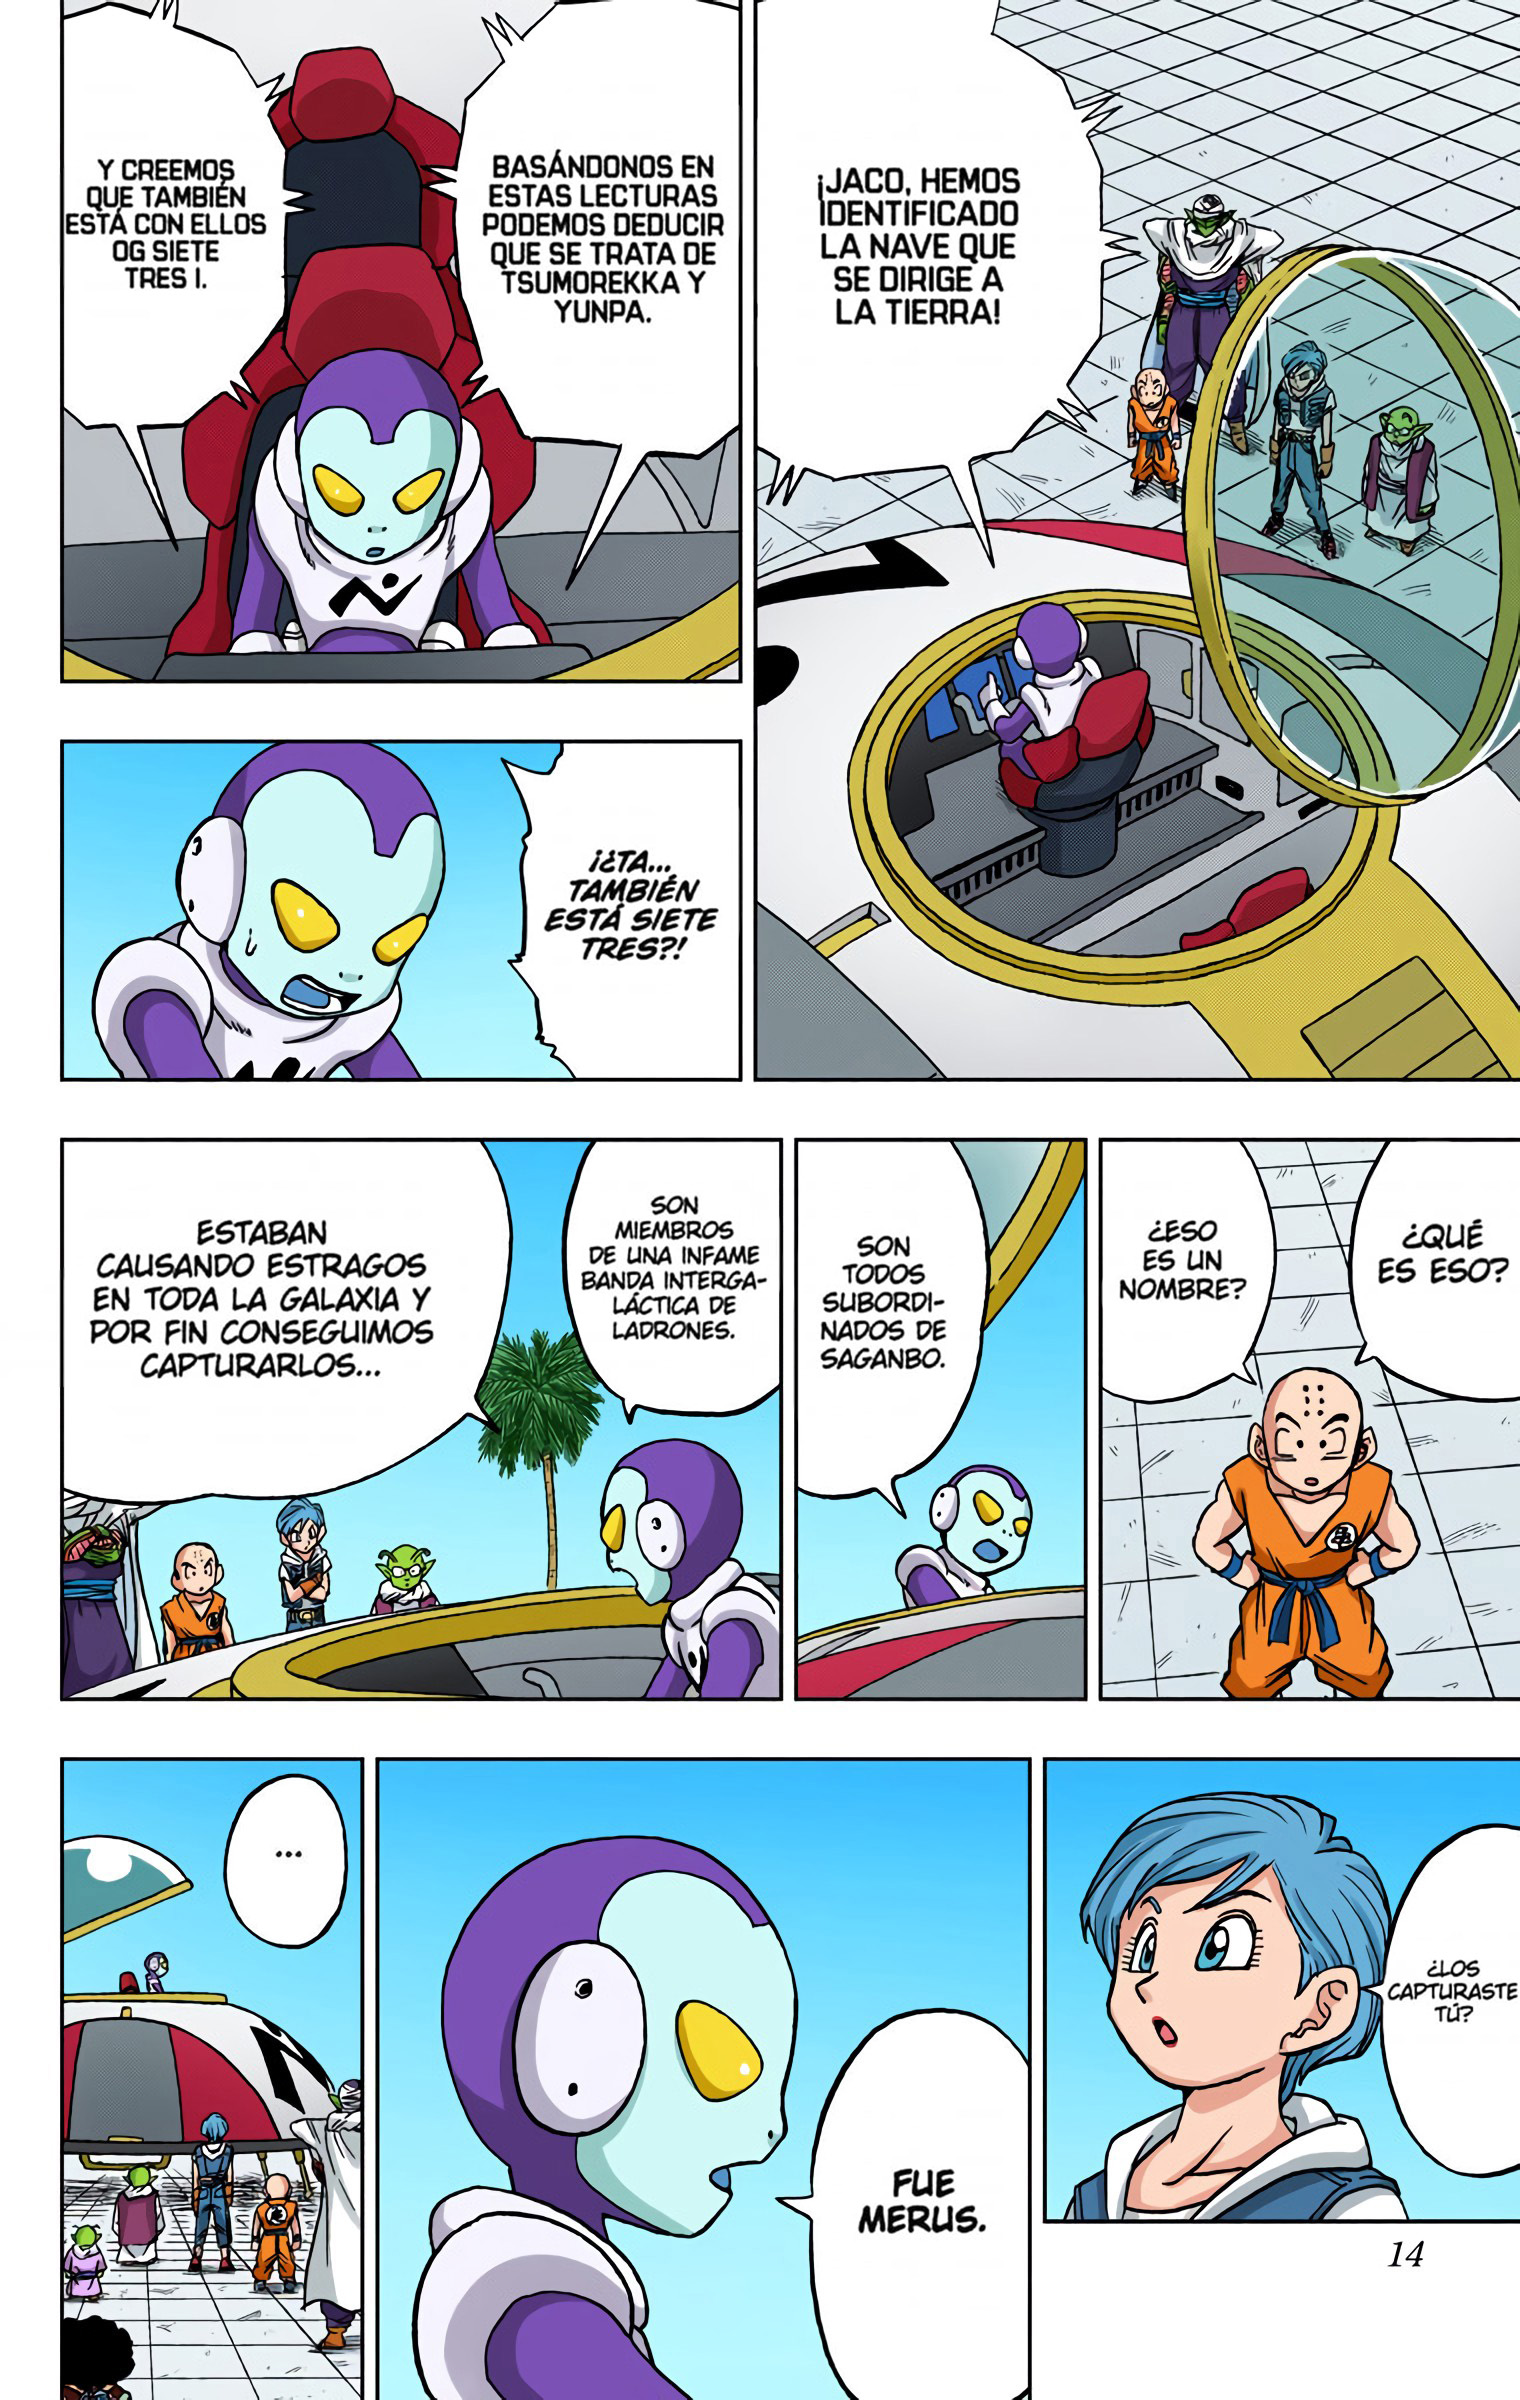 ¡JACO, HEMOS
IDENTIFICADO
LA NAVE QUE
SE DIRIGE A
LA TIERRA!
BASÁNDONOS EN
ESTAS LECTURAS
PODEMOS DEDUCIR
QUE SE TRATA DE
TSUMOREKKA Y
YUNPA.
Y CREEMOS
QUE TAMBIÉN
ESTÁ CON ELLOS
OG SIETE
TRES I.
¡¿TA...
TAMBIÉN
ESTÁ SIETE
TRES?!
¿QUÉ
ES ESO?
¿ESO
ES UN
NOMBRE?
SON
TODOS
SUBORDI-
NADOS DE
SAGANBO.
SON
MIEMBROS
DE UNA INFAME
BANDA INTERGA-
LÁCTICA DE
LADRONES.
ESTABAN
CAUSANDO ESTRAGOS
EN TODA LA GALAXIA Y
POR FIN CONSEGUIMOS
CAPTURARLOS...
¿LOS
CAPTURASTE
TÚ?
FUE
MERUS.
...
14